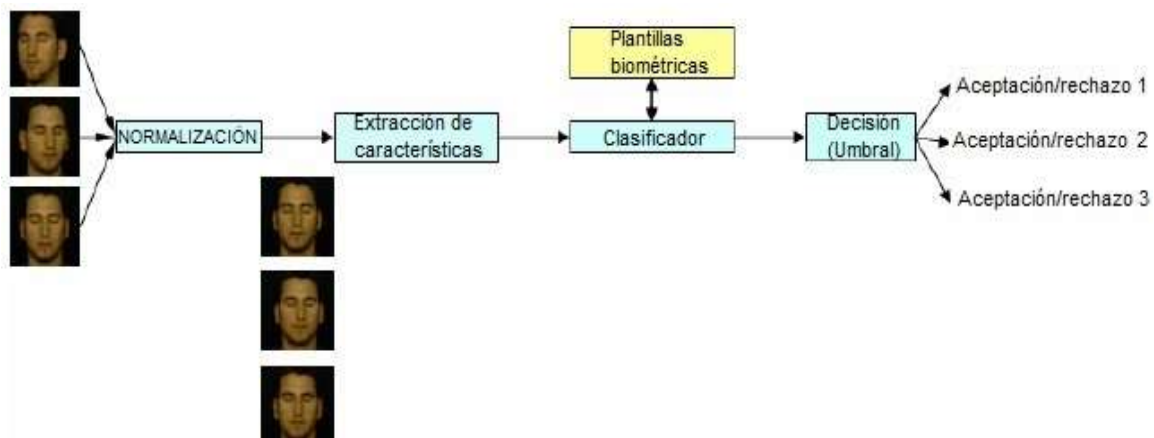 Plantillas
biométricas
NORMALIZACIÓN
Extracción de
características
Clasificador
Decisión
(Umbral)
Aceptación/rechazo 1
Aceptación/rechazo 2
Aceptación/rechazo 3